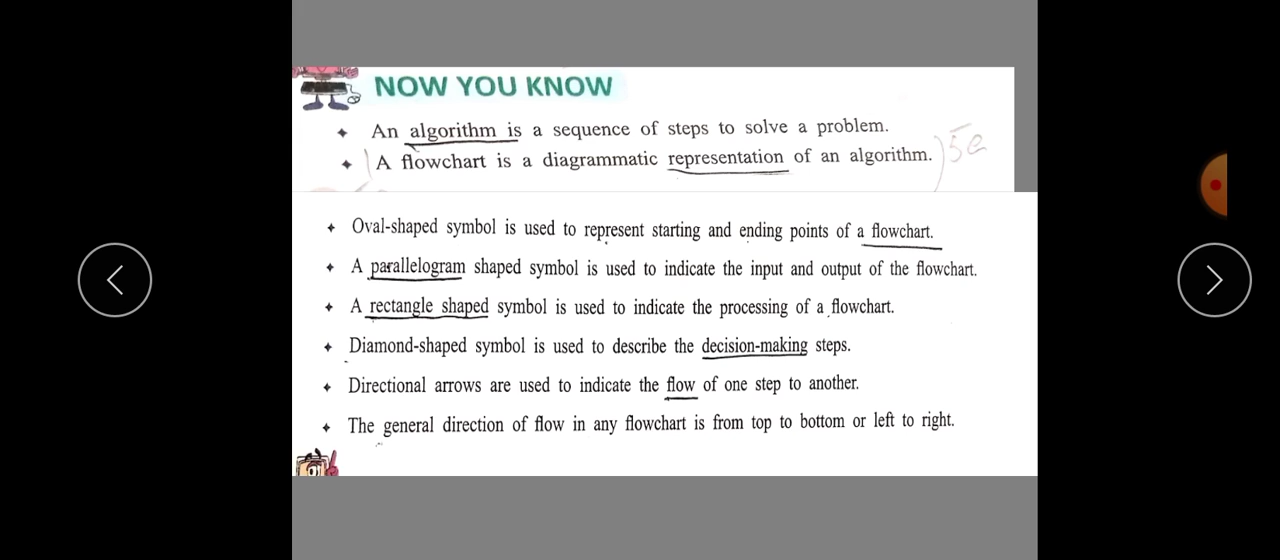 NOW YOU KNOW
✦ An algorithm is a sequence of steps to solve a problem.
✦ A flowchart is a diagrammatic representation of an algorithm.
✦ Oval-shaped symbol is used to represent starting and ending points of a flowchart.
✦ A parallelogram shaped symbol is used to indicate the input and output of the flowchart.
✦ A rectangle shaped symbol is used to indicate the processing of a flowchart.
✦ Diamond-shaped symbol is used to describe the decision-making steps.
✦ Directional arrows are used to indicate the flow of one step to another.
✦ The general direction of flow in any flowchart is from top to bottom or left to right.